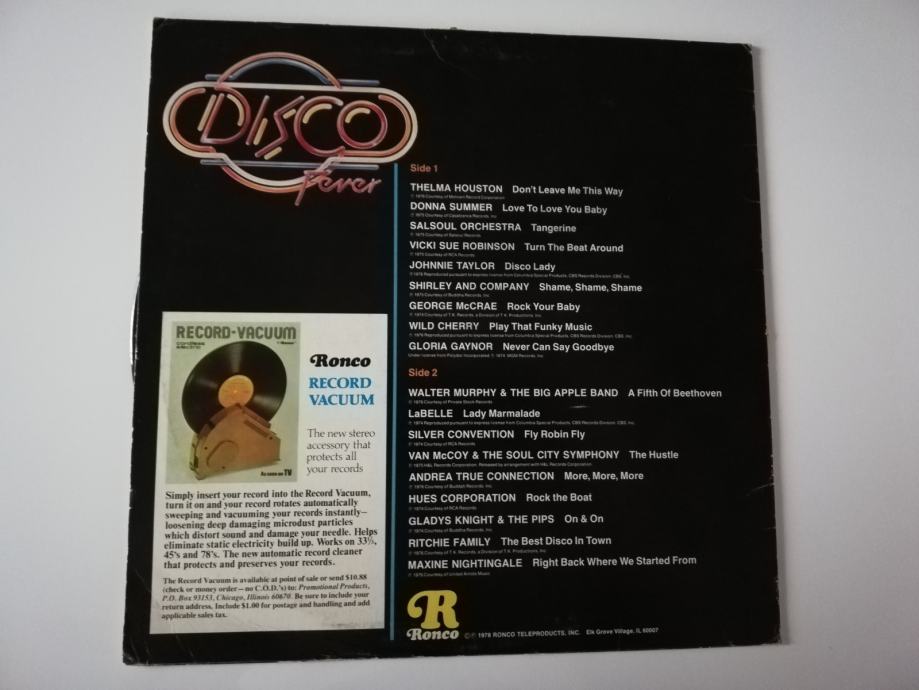 DISCO
Fever
Side 1
THELMA HOUSTON Don't Leave Me This Way
DONNA SUMMER Love To Love You Baby
SALSOUL ORCHESTRA Tangerine
VICKI SUE ROBINSON Turn The Beat Around
JOHNNIE TAYLOR Disco Lady
SHIRLEY AND COMPANY Shame, Shame, Shame
GEORGE McCRAE Rock Your Baby
WILD CHERRY Play That Funky Music
GLORIA GAYNOR Never Can Say Goodbye
Side 2
WALTER MURPHY & THE BIG APPLE BAND A Fifth Of Beethoven
LaBELLE Lady Marmalade
SILVER CONVENTION Fly Robin Fly
VAN McCOY & THE SOUL CITY SYMPHONY The Hustle
ANDREA TRUE CONNECTION More, More, More
HUES CORPORATION Rock the Boat
GLADYS KNIGHT & THE PIPS On & On
RITCHIE FAMILY The Best Disco In Town
MAXINE NIGHTINGALE Right Back Where We Started From
RECORD-VACUUM
AS SEEN ON TV
Ronco
RECORD
VACUUM
The new stereo
accessory that
protects all
your records
Simply insert your record into the Record Vacuum,
turn it on and your record rotates automatically
sweeping and vacuuming your records instantly—
loosening deep damaging microdust particles
which distort sound and damage your needle. Helps
eliminate static electricity build up. Works on 33⅓,
45's and 78's. The new automatic record cleaner
that protects and preserves your records.
The Record Vacuum is available at point of sale or send $10.88
(check or money order—no C.O.D.'s) to: Promotional Products,
P.D. Box 93153, Chicago, Illinois 60670. Be sure to include your
return address. Include $1.00 for postage and handling and add
applicable sales tax.
R
Ronco
©℗ 1978 RONCO TELEPRODUCTS, INC. Elk Grove Village, IL 60007